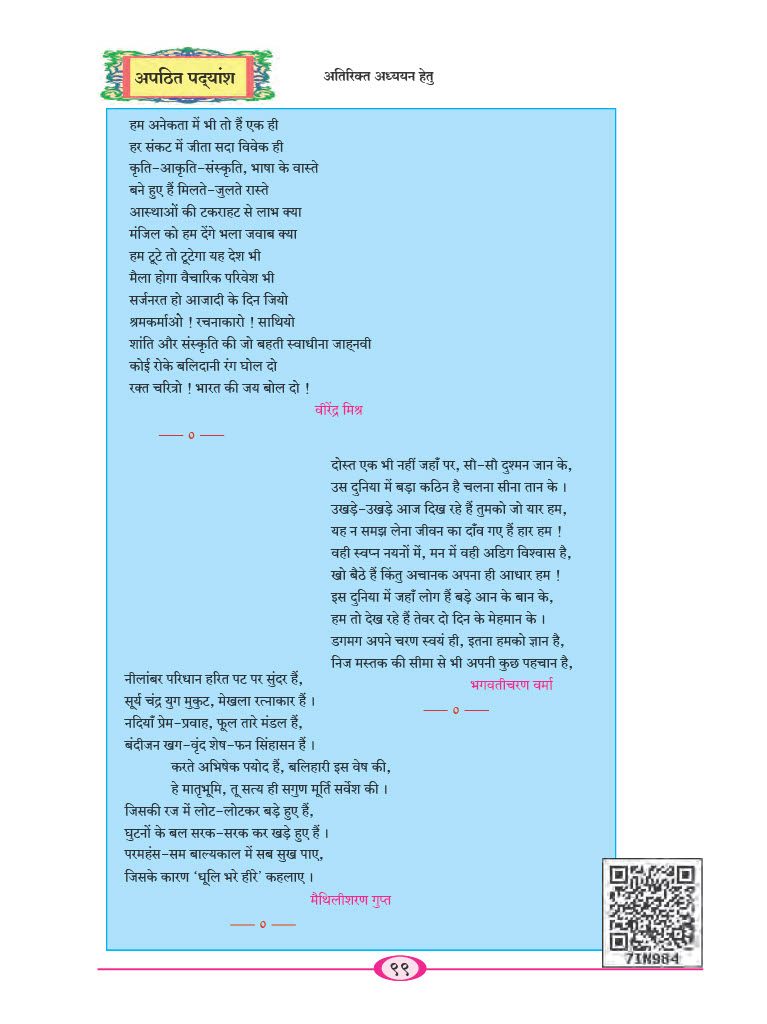 अपठित पद्‌यांश
अतिरिक्त अध्ययन हेतु
हम अनेकता में भी तो हैं एक ही
हर संकट में जीता सदा विवेक ही
कृति-आकृति-संस्कृति, भाषा के वास्ते
बने हुए हैं मिलते-जुलते रास्ते
आस्थाओं की टकराहट से लाभ क्या
मंजिल को हम देंगे भला जवाब क्या
हम टूटे तो टूटेगा यह देश भी
मैला होगा वैचारिक परिवेश भी
सर्जनरत हो आजादी के दिन जियो
श्रमकर्माओे ! रचनाकारो ! साथियो
शांति और संस्कृति की जो बहती स्वाधीना जाह्‌नवी
कोई रोके बलिदानी रंग घोल दो
रक्त चरित्रो ! भारत की जय बोल दो !
वीरेंद्र मिश्र
०
दोस्त एक भी नहीं जहाँ पर, सौ-सौ दुश्मन जान के,
उस दुनिया में बड़ा कठिन है चलना सीना तान के ।
उखड़े-उखड़े आज दिख रहे हैं तुमको जो यार हम,
यह न समझ लेना जीवन का दाँव गए हैं हार हम !
वही स्वप्न नयनों में, मन में वही अडिग विश्वास है,
खो बैठे हैं किंतु अचानक अपना ही आधार हम !
इस दुनिया में जहाँ लोग हैं बड़े आन के बान के,
हम तो देख रहे हैं तेवर दो दिन के मेहमान के ।
डगमग अपने चरण स्वयं ही, इतना हमको ज्ञान है,
निज मस्तक की सीमा से भी अपनी कुछ पहचान है,
भगवतीचरण वर्मा
०
नीलांबर परिधान हरित पट पर सुंदर हैं,
सूर्य चंद्र युग मुकुट, मेखला रत्नाकार हैं ।
नदियाँ प्रेम-प्रवाह, फूल तारे मंडल हैं,
बंदीजन खग-वृंद शेष-फन सिंहासन हैं ।
करते अभिषेक पयोद हैं, बलिहारी इस वेष की,
हे मातृभूमि, तू सत्य ही सगुण मूर्ति सर्वेश की ।
जिसकी रज में लोट-लोटकर बड़े हुए हैं,
घुटनों के बल सरक-सरक कर खड़े हुए हैं ।
परमहंस-सम बाल्यकाल में सब सुख पाए,
जिसके कारण ‘धूलि भरे हीरे’ कहलाए ।
मैथिलीशरण गुप्त
०
7IN984
९९